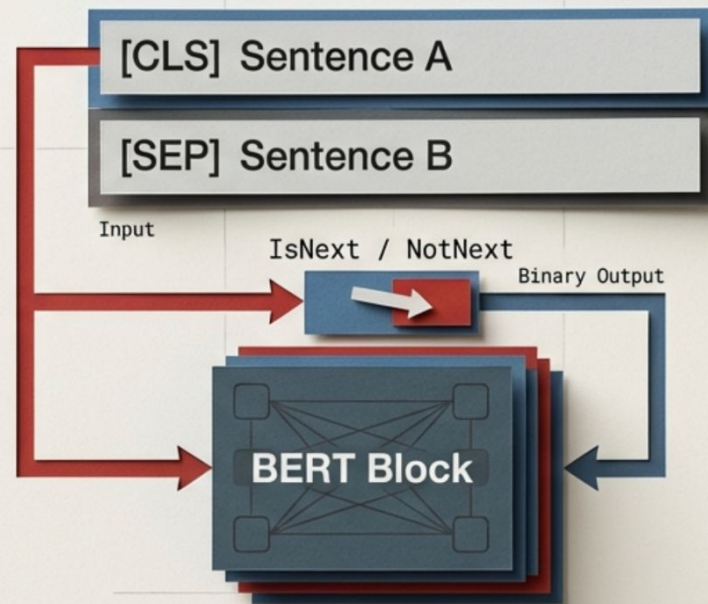 [CLS] Sentence A
[SEP] Sentence B
Input
IsNext / NotNext
Binary Output
BERT Block